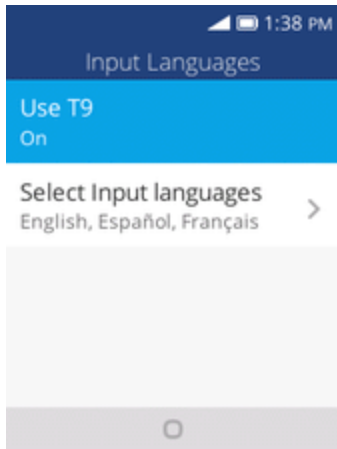 1:38 PM
Input Languages
Use T9
On
Select Input languages
English, Español, Français